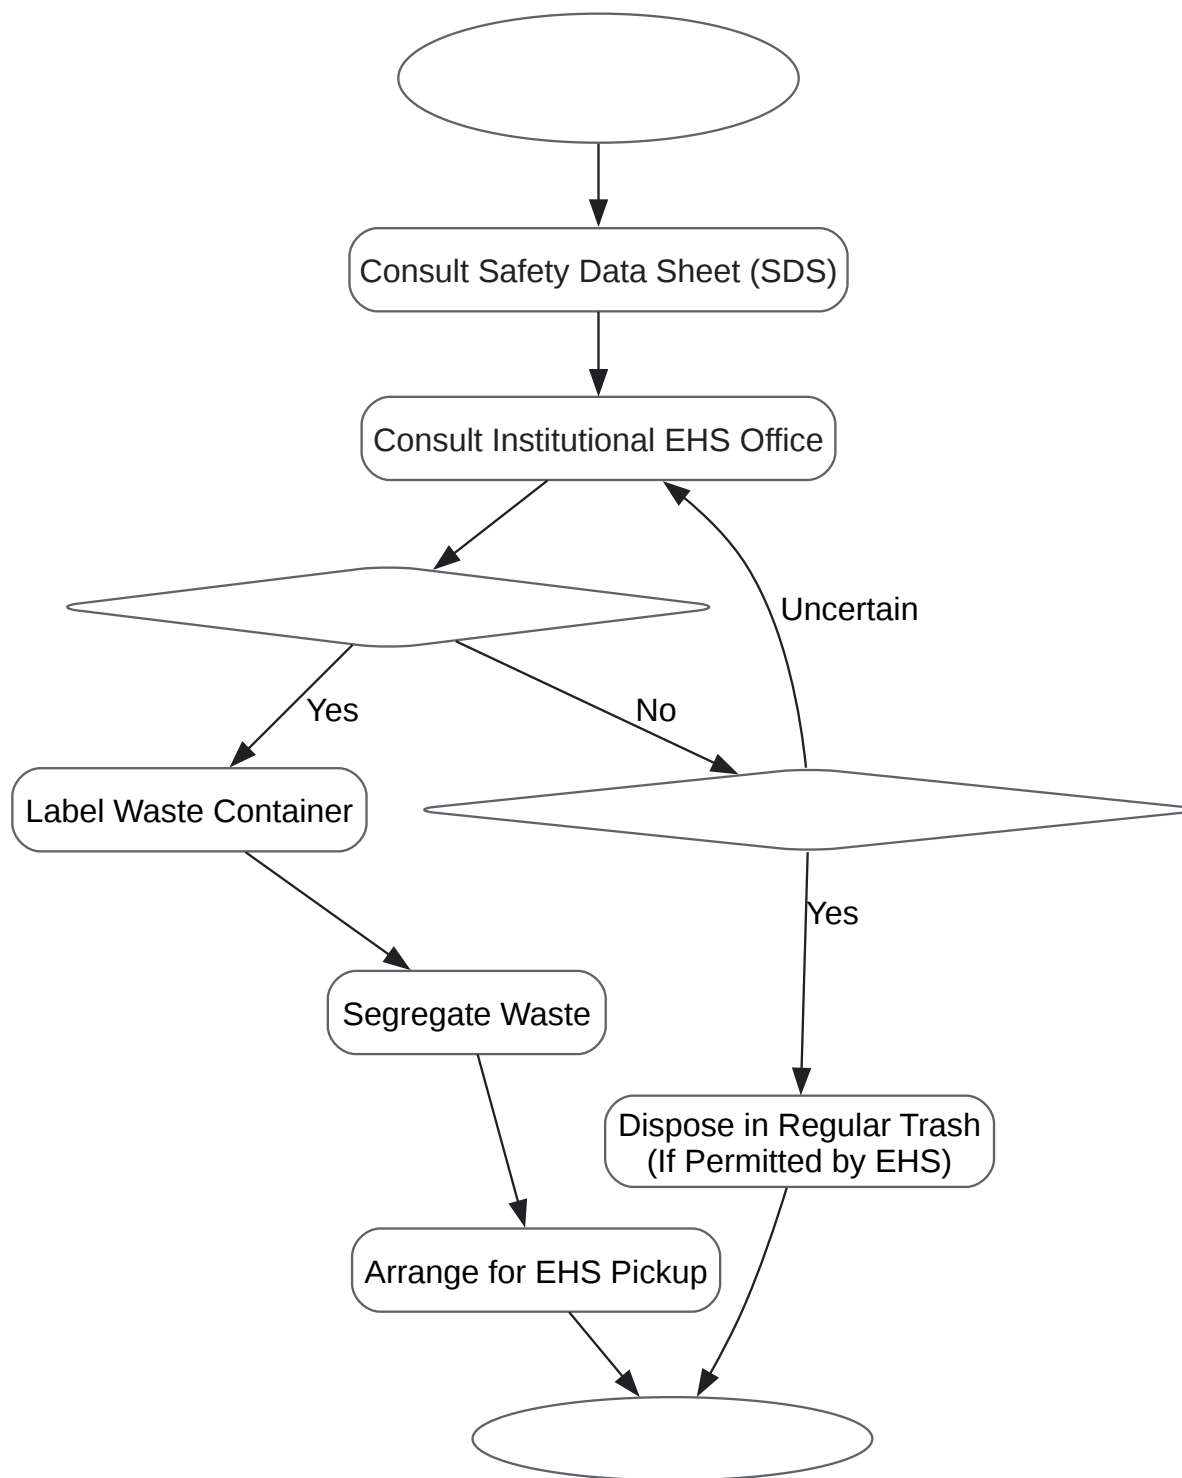 Consult Safety Data Sheet (SDS)
Consult Institutional EHS Office
Uncertain
Yes
No
Label Waste Container
Yes
Segregate Waste
Dispose in Regular Trash
(If Permitted by EHS)
Arrange for EHS Pickup